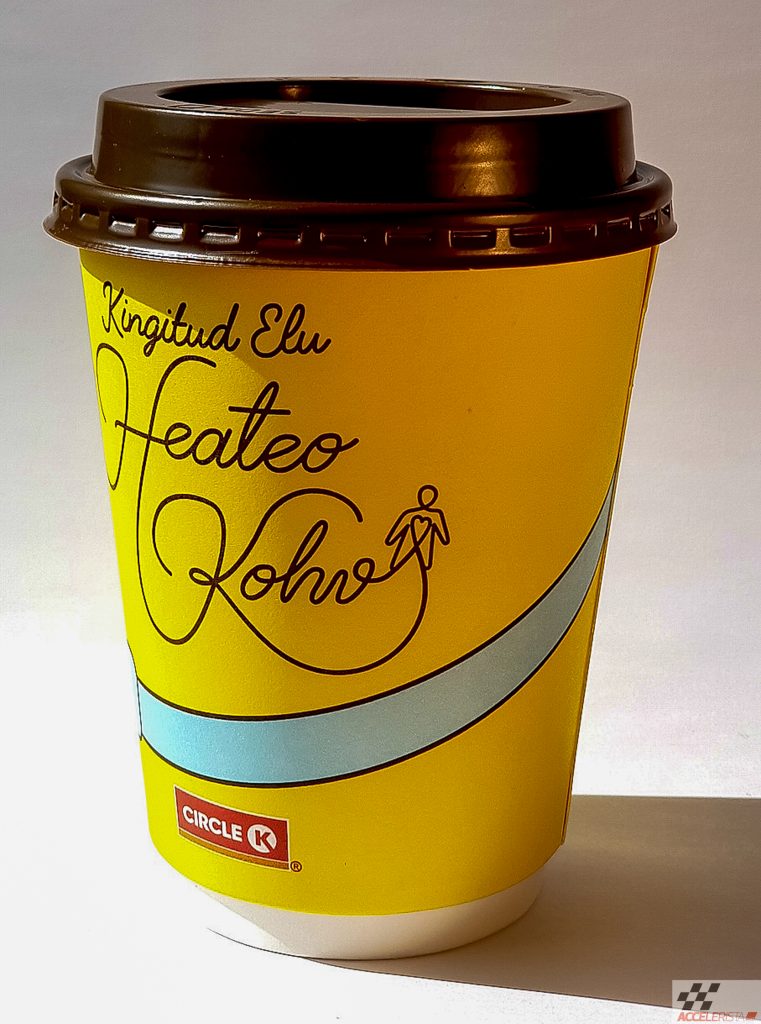 Kingitud Elu
Heateo
Kohv
CIRCLE K
®
ACCELERISTA